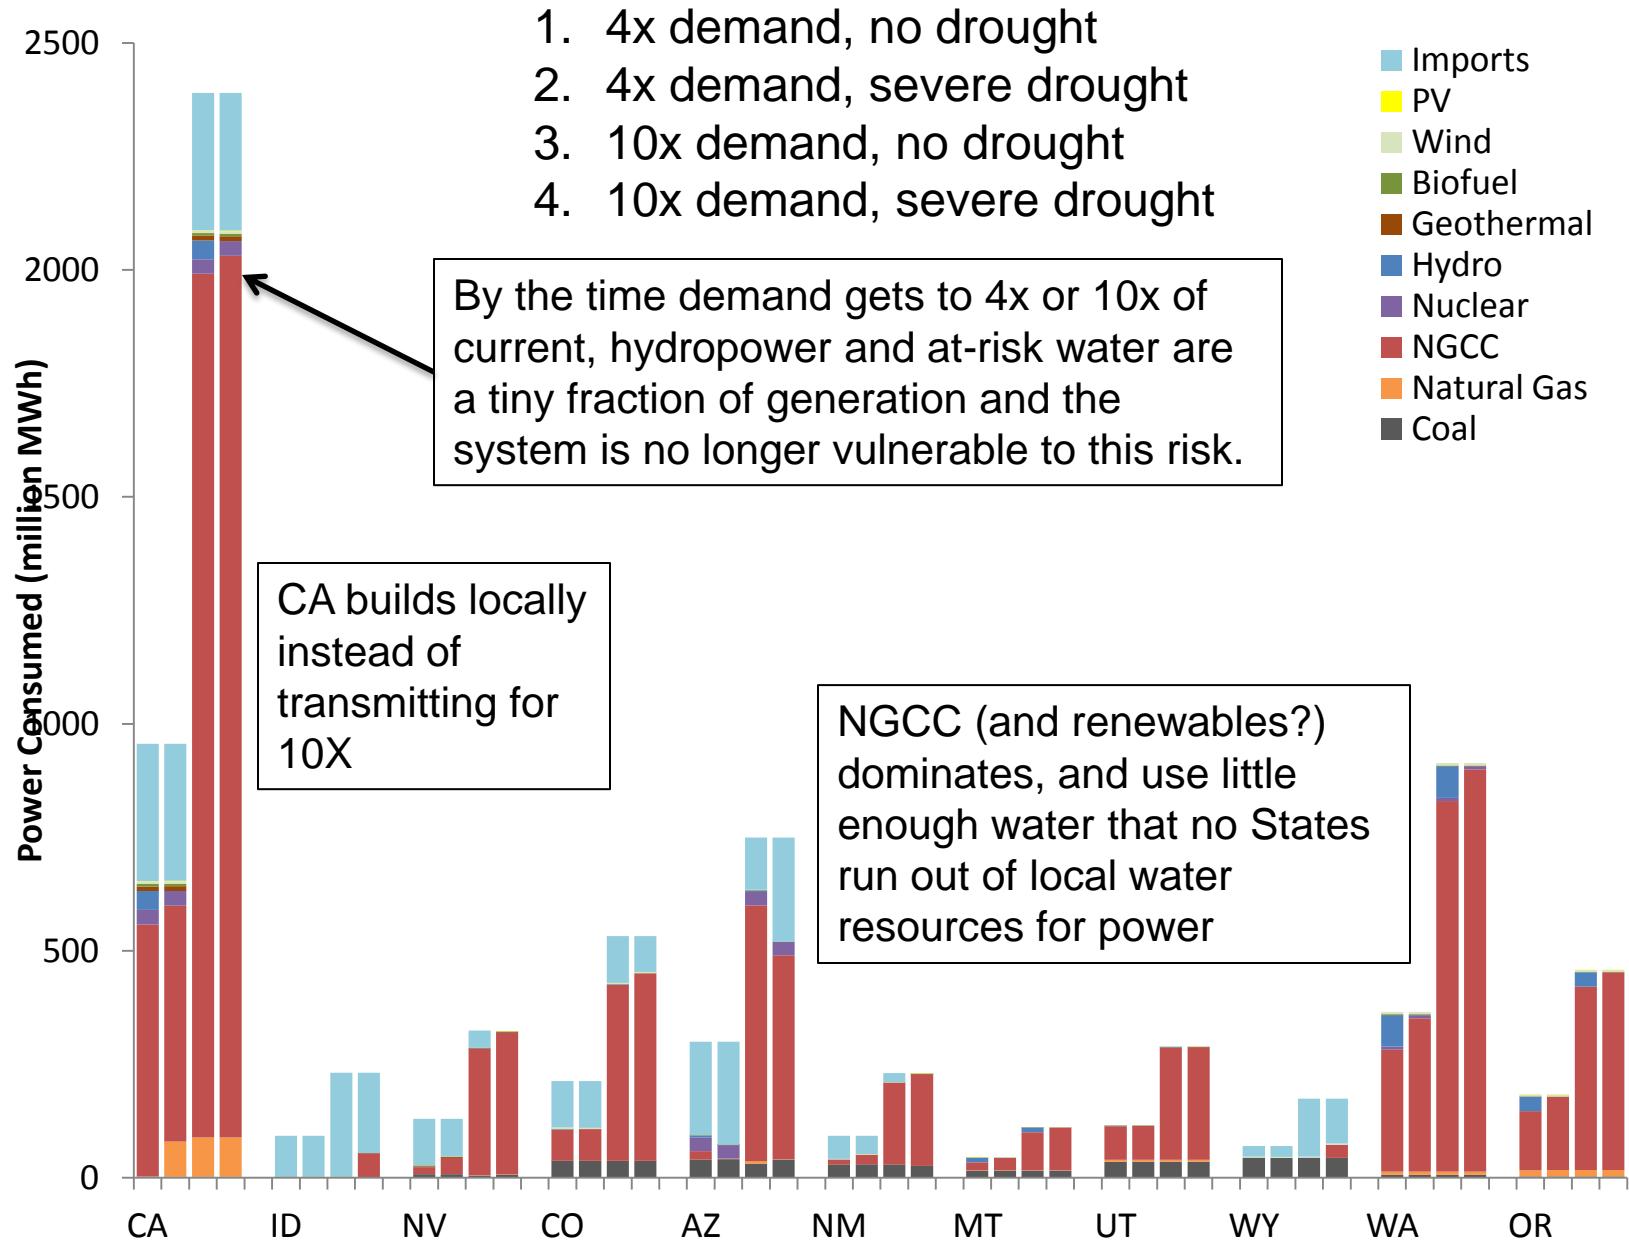 1. 4x demand, no drought
2. 4x demand, severe drought
3. 10x demand, no drought
4. 10x demand, severe drought
Imports
PV
Wind
Biofuel
Geothermal
Hydro
Nuclear
NGCC
Natural Gas
Coal
By the time demand gets to 4x or 10x of
current, hydropower and at-risk water are
a tiny fraction of generation and the
system is no longer vulnerable to this risk.
CA builds locally
instead of
transmitting for
10X
NGCC (and renewables?)
dominates, and use little
enough water that no States
run out of local water
resources for power
Power Consumed (million MWh)
2500
2000
1500
1000
500
0
CA
ID
NV
CO
AZ
NM
MT
UT
WY
WA
OR